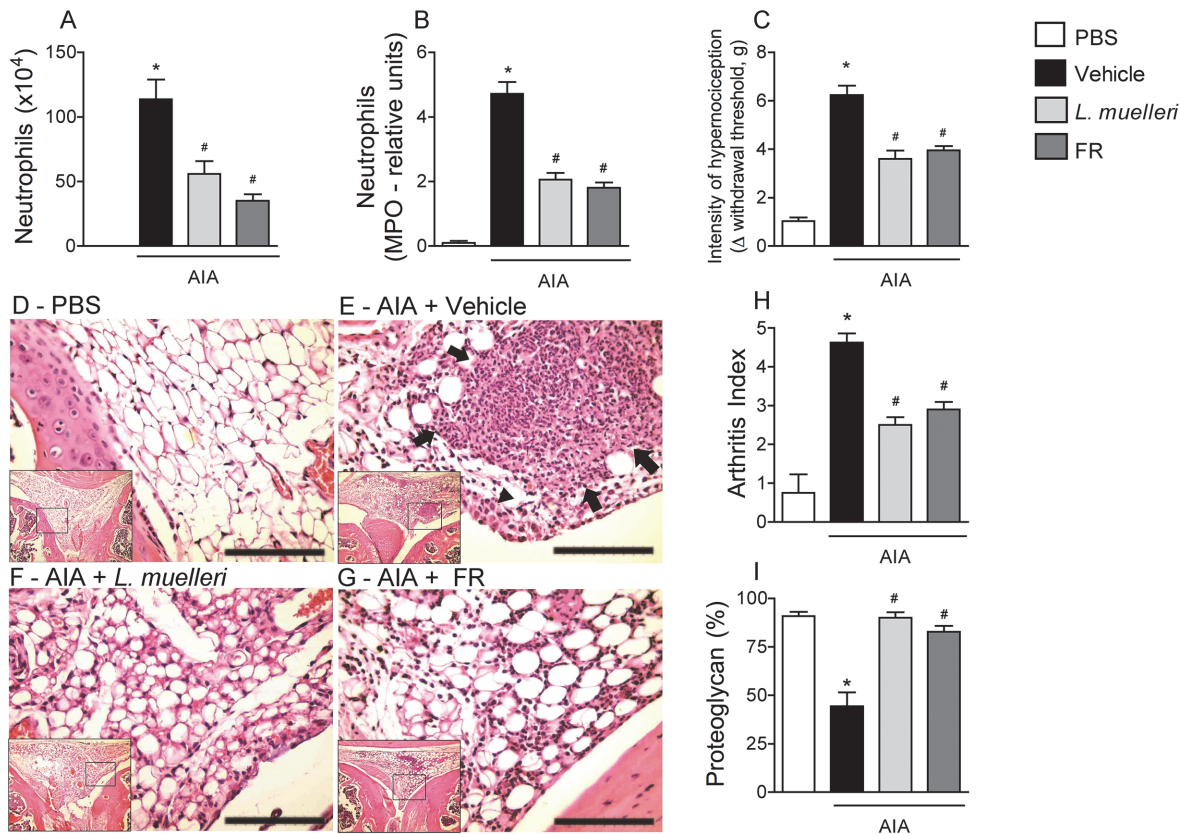 A
Neutrophils (x10⁴)
150
100
50
0
*
#
#
AIA
B
Neutrophils
(MPO - relative units)
6
4
2
0
*
#
#
AIA
C
Intensity of hypernociception
(Δ withdrawal threshold, g)
8
6
4
2
0
*
#
#
AIA
PBS
Vehicle
L. muelleri
FR
D - PBS
E - AIA + Vehicle
F - AIA + L. muelleri
G - AIA + FR
H
Arthritis Index
5
4
3
2
1
0
*
#
#
AIA
I
Proteoglycan (%)
100
75
50
25
0
*
#
#
AIA